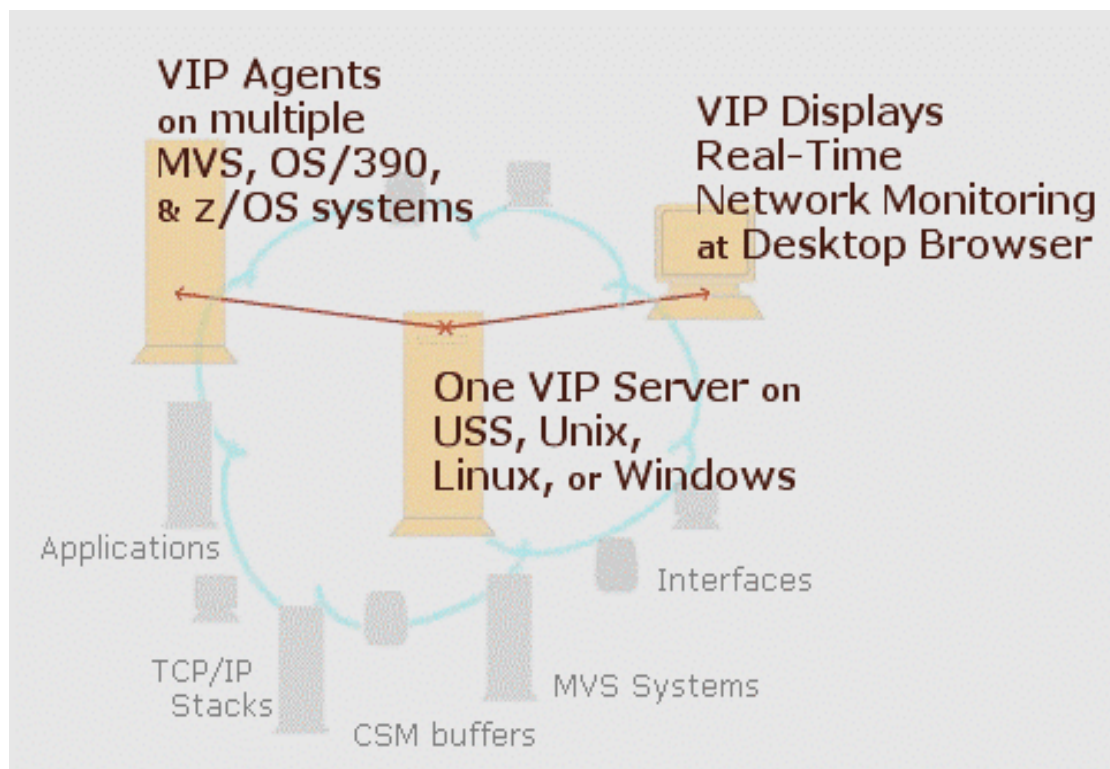 VIP Agents
on multiple
MVS, OS/390,
& z/OS systems
VIP Displays
Real-Time
Network Monitoring
at Desktop Browser
One VIP Server on
USS, Unix,
Linux, or Windows
Applications
Interfaces
TCP/IP
Stacks
MVS Systems
CSM buffers